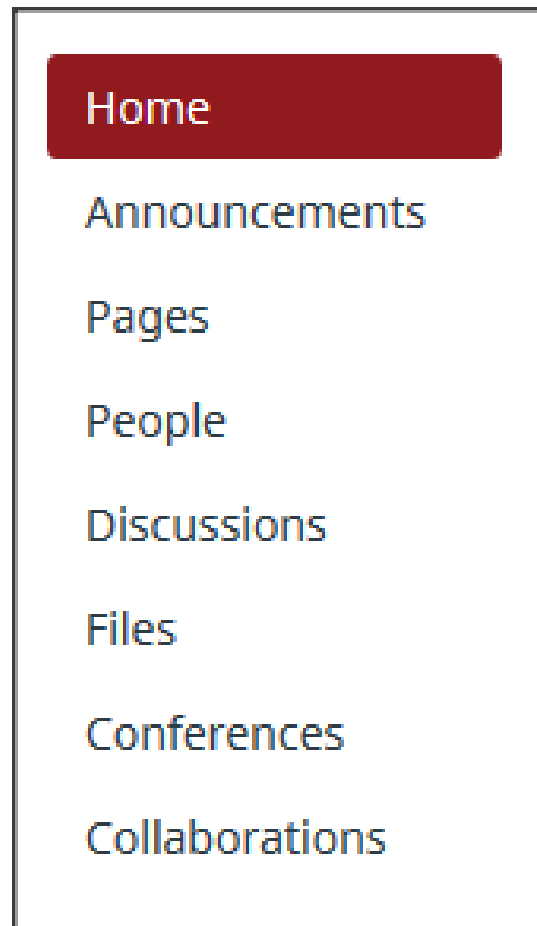 Home
Announcements
Pages
People
Discussions
Files
Conferences
Collaborations